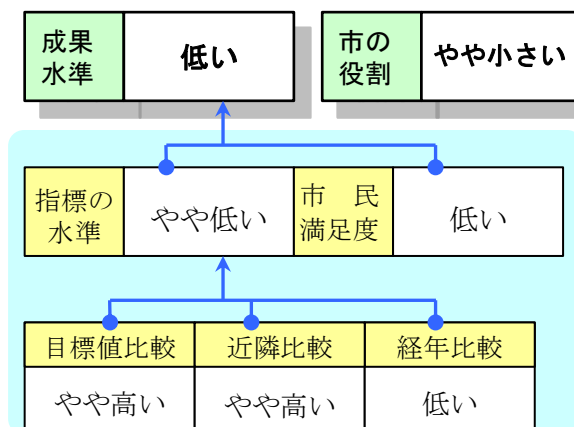 成果
水準
低い
市の
役割
やや小さい
指標の
水準
やや低い
市　民
満足度
低い
目標値比較
近隣比較
経年比較
やや高い
やや高い
低い